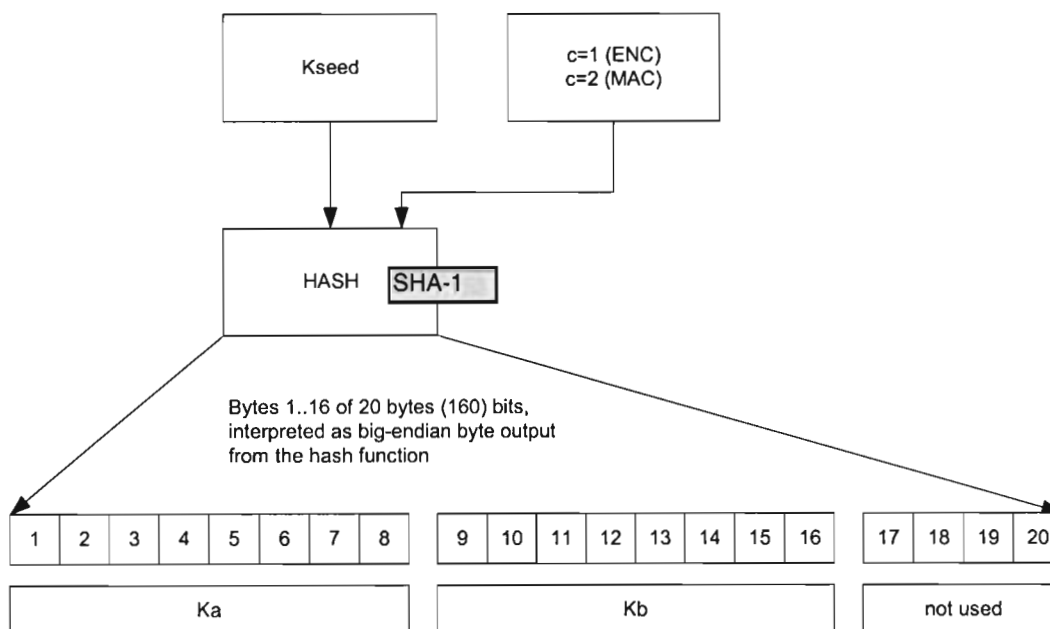 Kseed
c=1 (ENC)
c=2 (MAC)
HASH
SHA-1
Bytes 1..16 of 20 bytes (160) bits,
interpreted as big-endian byte output
from the hash function
1 2 3 4 5 6 7 8 9 10 11 12 13 14 15 16 17 18 19 20
Ka Kb not used